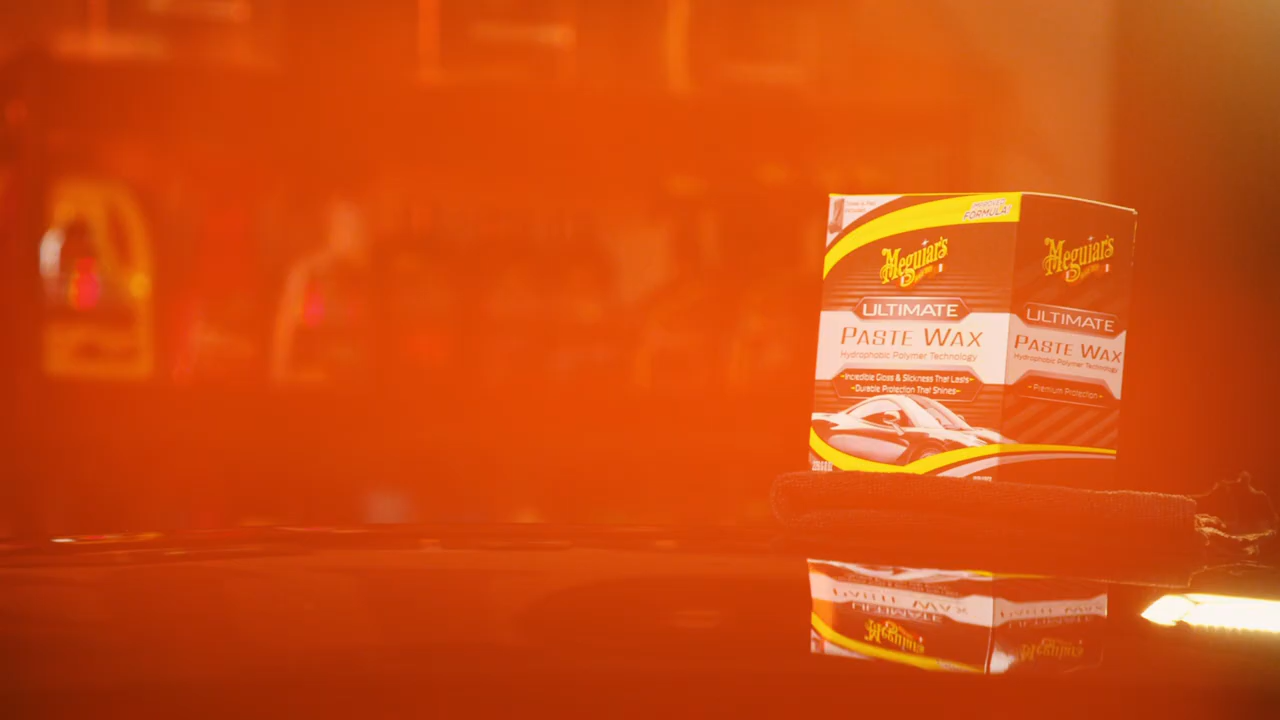 IMPROVED
FORMULA!
Meguiar's
ULTIMATE
PASTE WAX
Hydrophobic Polymer Technology
Incredible Gloss & Slickness That Lasts
Durable Protection That Shines
Meguiar's
ULTIMATE
PASTE WAX
Hydrophobic Polymer Technology
Premium Protection